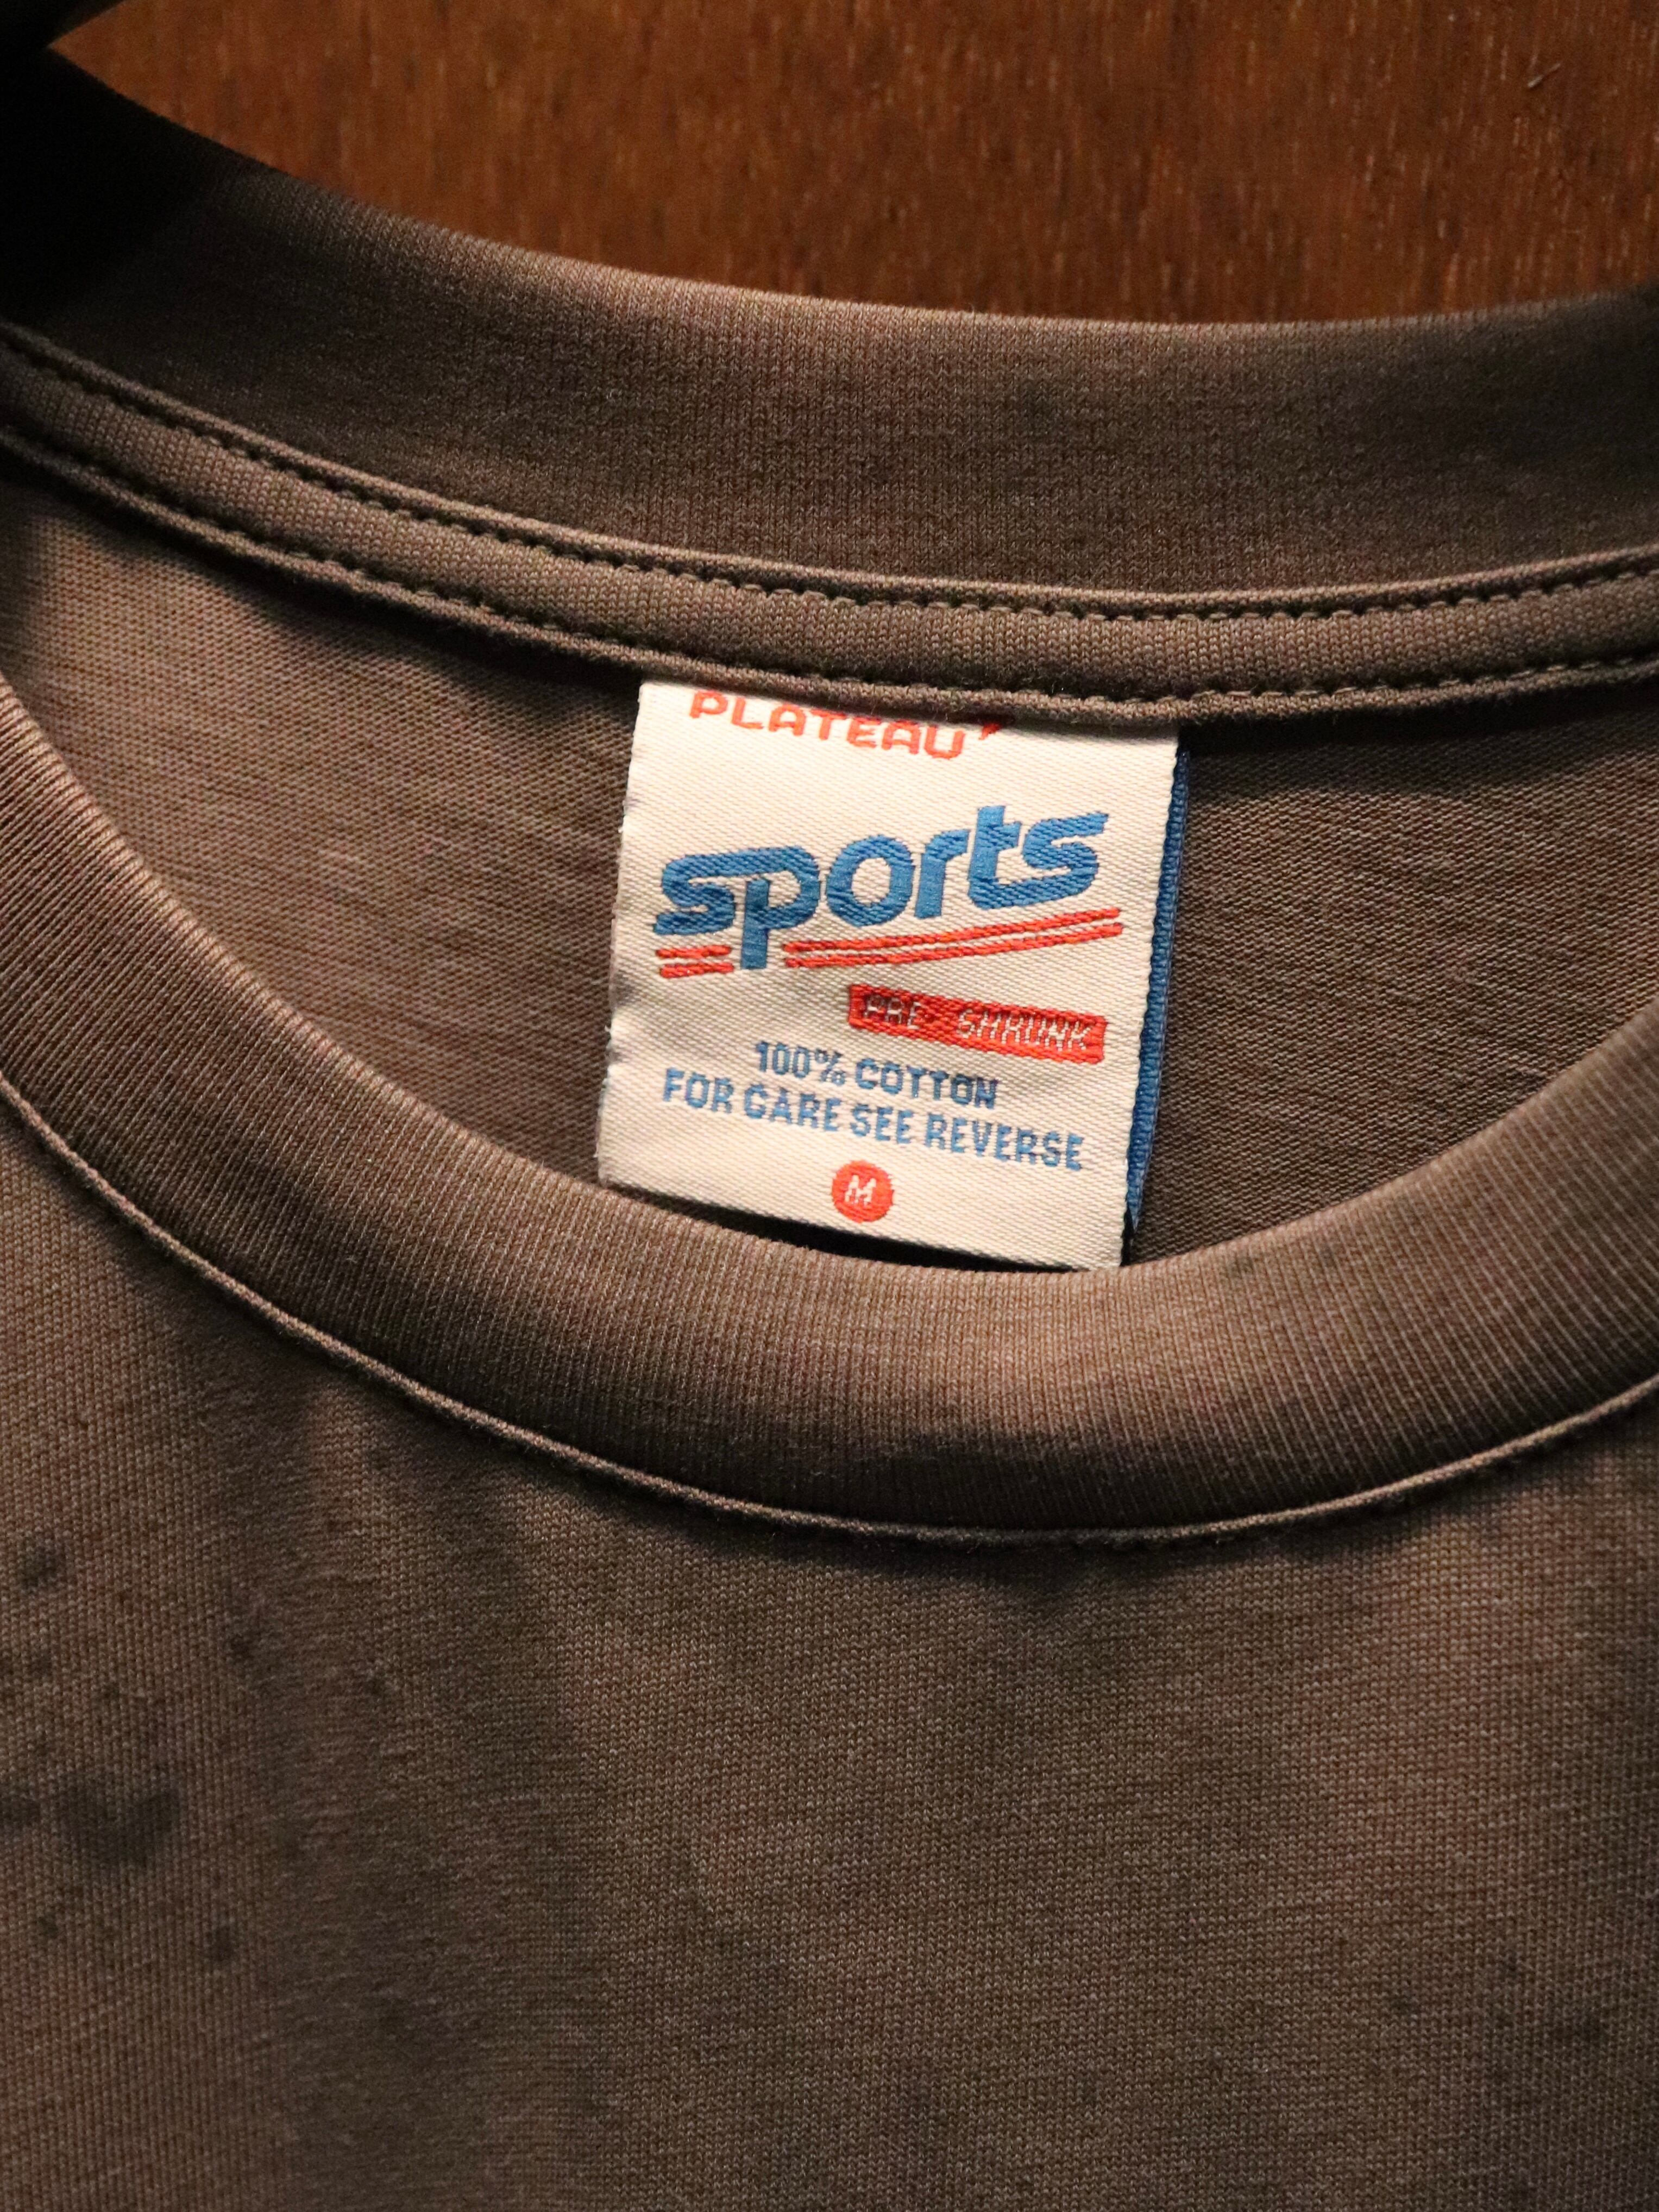 PLATEAU
sports
PRE-SHRUNK
100% COTTON
FOR CARE SEE REVERSE
M